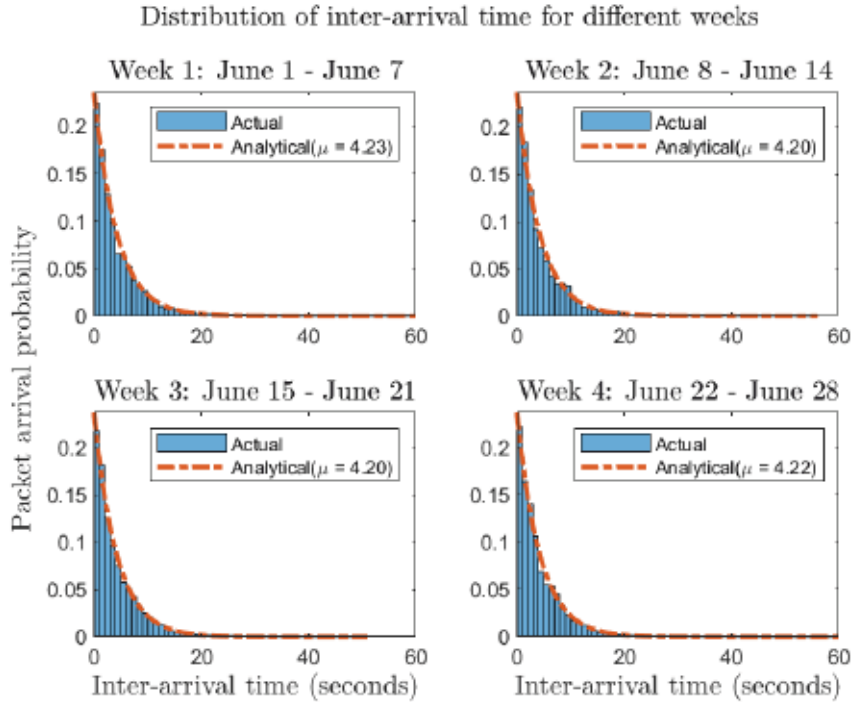 Distribution of inter-arrival time for different weeks
Week 1: June 1 - June 7
Week 2: June 8 - June 14
0.2
0.15
0.1
0.05
0
Actual
Analytical(μ = 4.23)
0
20
40
60
0.2
0.15
0.1
0.05
0
Actual
Analytical(μ = 4.20)
0
20
40
60
Packet arrival probability
Week 3: June 15 - June 21
Week 4: June 22 - June 28
0.2
0.15
0.1
0.05
0
Actual
Analytical(μ = 4.20)
0
20
40
60
Inter-arrival time (seconds)
0.2
0.15
0.1
0.05
0
Actual
Analytical(μ = 4.22)
0
20
40
60
Inter-arrival time (seconds)